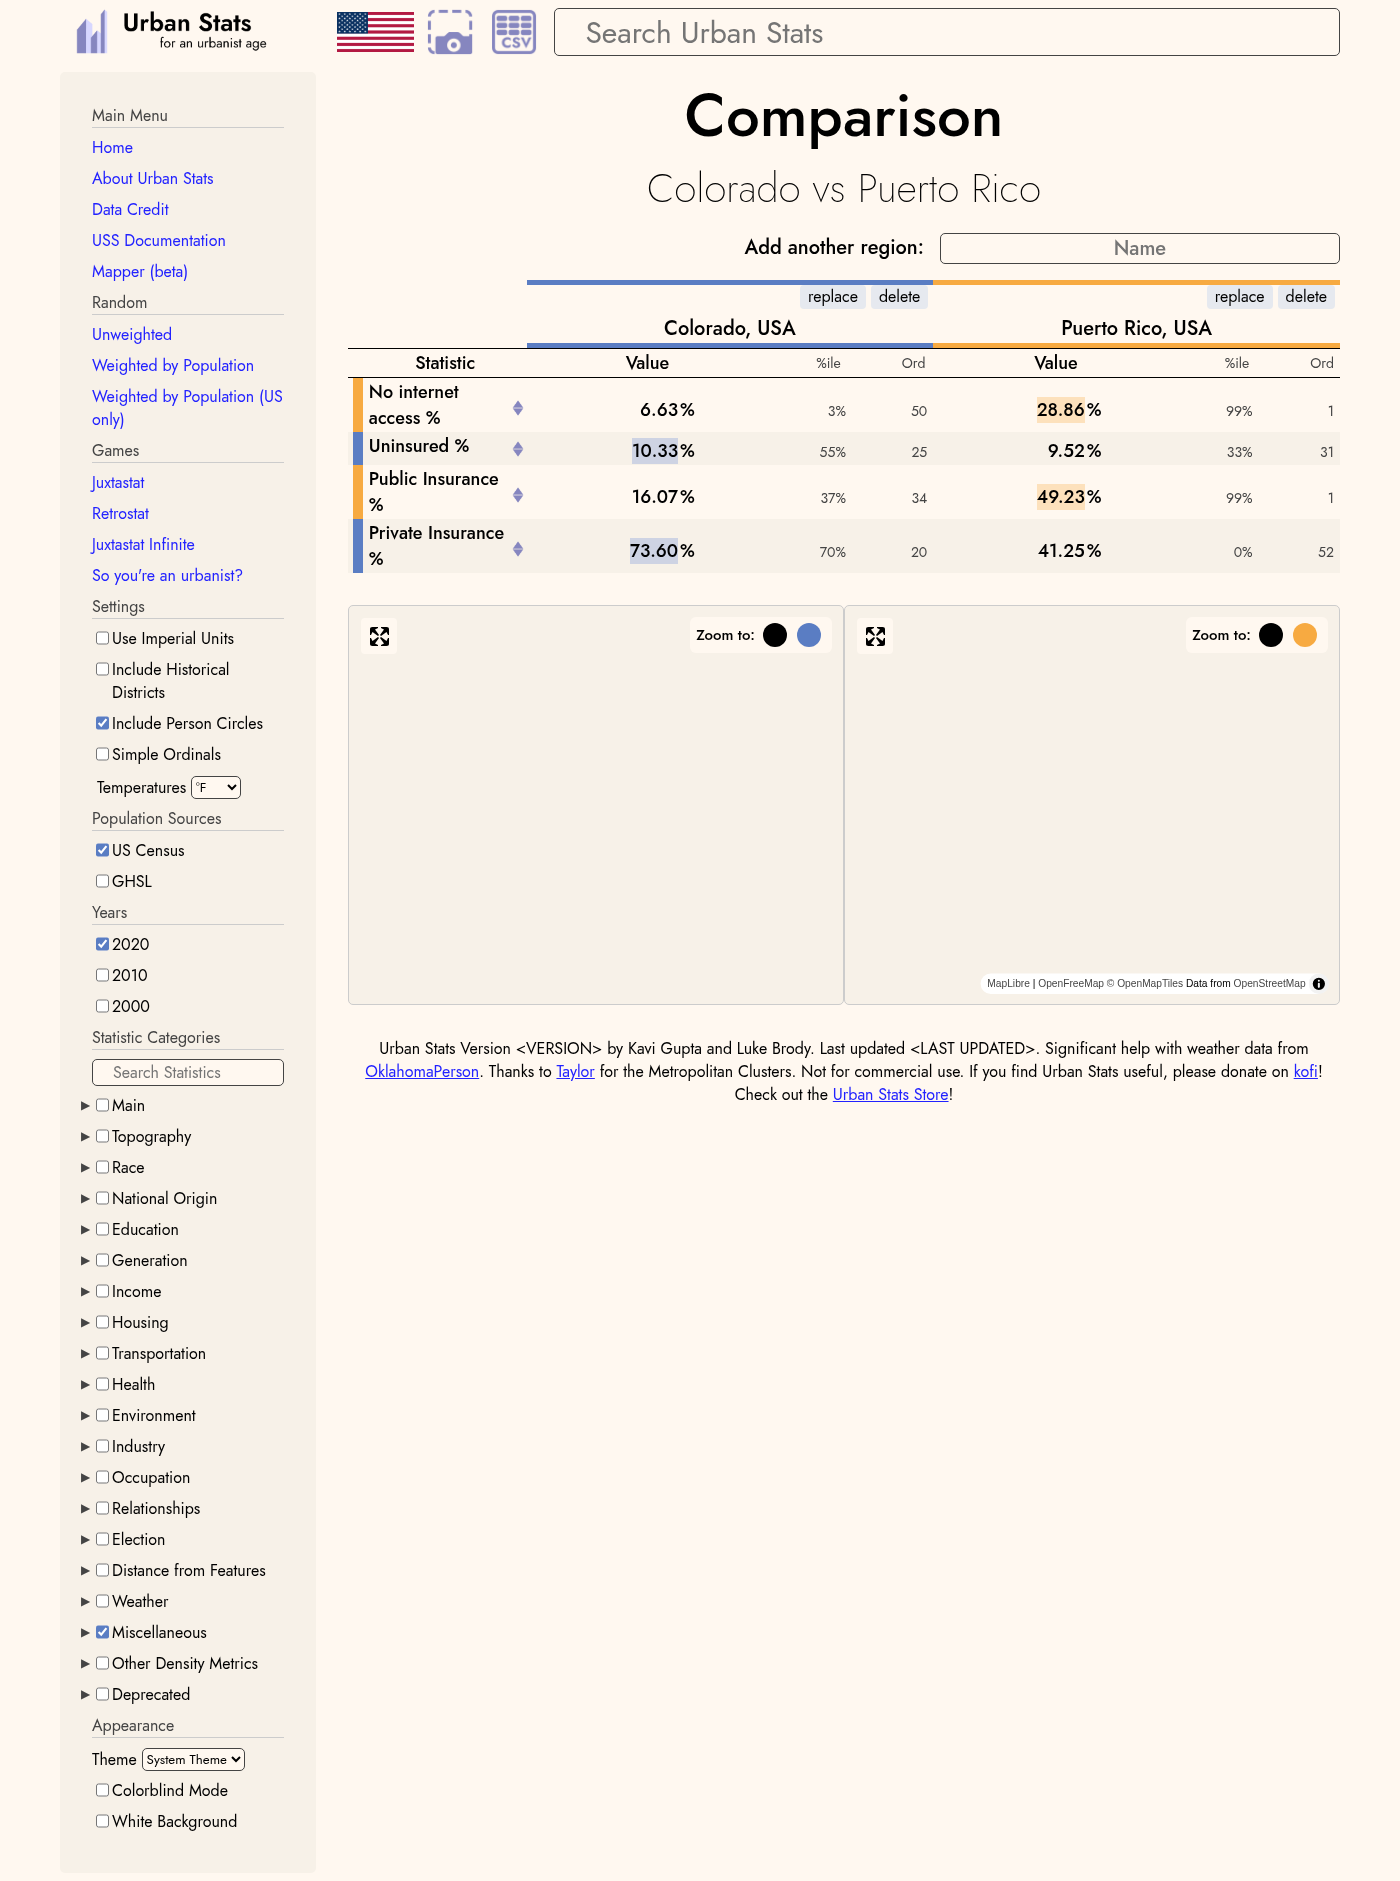 Urban Stats
for an urbanist age
CSV
Search Urban Stats
Main Menu
Home
About Urban Stats
Data Credit
USS Documentation
Mapper (beta)
Random
Unweighted
Weighted by Population
Weighted by Population (US
only)
Games
Juxtastat
Retrostat
Juxtastat Infinite
So you're an urbanist?
Settings
Use Imperial Units
Include Historical
Districts
Include Person Circles
Simple Ordinals
Temperatures °F
Population Sources
US Census
GHSL
Years
2020
2010
2000
Statistic Categories
Search Statistics
Main
Topography
Race
National Origin
Education
Generation
Income
Housing
Transportation
Health
Environment
Industry
Occupation
Relationships
Election
Distance from Features
Weather
Miscellaneous
Other Density Metrics
Deprecated
Appearance
Theme System Theme
Colorblind Mode
White Background
Comparison
Colorado vs Puerto Rico
Add another region: Name
replace delete replace delete
Colorado, USA Puerto Rico, USA
Statistic Value %ile Ord Value %ile Ord
No internet
access % 6.63% 3% 50 28.86% 99% 1
Uninsured % 10.33% 55% 25 9.52% 33% 31
Public Insurance
% 16.07% 37% 34 49.23% 99% 1
Private Insurance
% 73.60% 70% 20 41.25% 0% 52
Zoom to: Zoom to:
MapLibre | OpenFreeMap © OpenMapTiles Data from OpenStreetMap
Urban Stats Version <VERSION> by Kavi Gupta and Luke Brody. Last updated <LAST UPDATED>. Significant help with weather data from
OklahomaPerson. Thanks to Taylor for the Metropolitan Clusters. Not for commercial use. If you find Urban Stats useful, please donate on kofi!
Check out the Urban Stats Store!